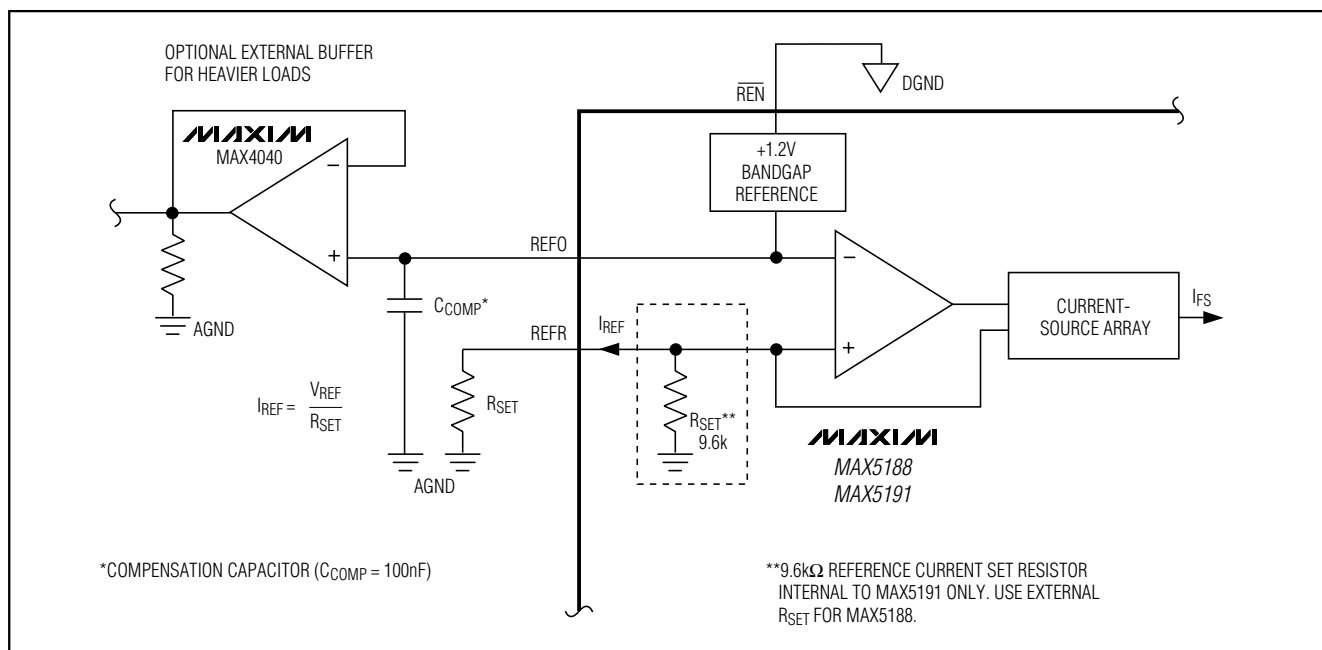 OPTIONAL EXTERNAL BUFFER
FOR HEAVIER LOADS
MAXIM
MAX4040
−
+
AGND
REN
DGND
+1.2V
BANDGAP
REFERENCE
REFO
CCOMP*
REFR
IREF
−
+
CURRENT-
SOURCE ARRAY
IFS
IREF = VREF
RSET
RSET
AGND
RSET**
9.6k
MAXIM
MAX5188
MAX5191
*COMPENSATION CAPACITOR (CCOMP = 100nF)
**9.6kΩ REFERENCE CURRENT SET RESISTOR
INTERNAL TO MAX5191 ONLY. USE EXTERNAL
RSET FOR MAX5188.